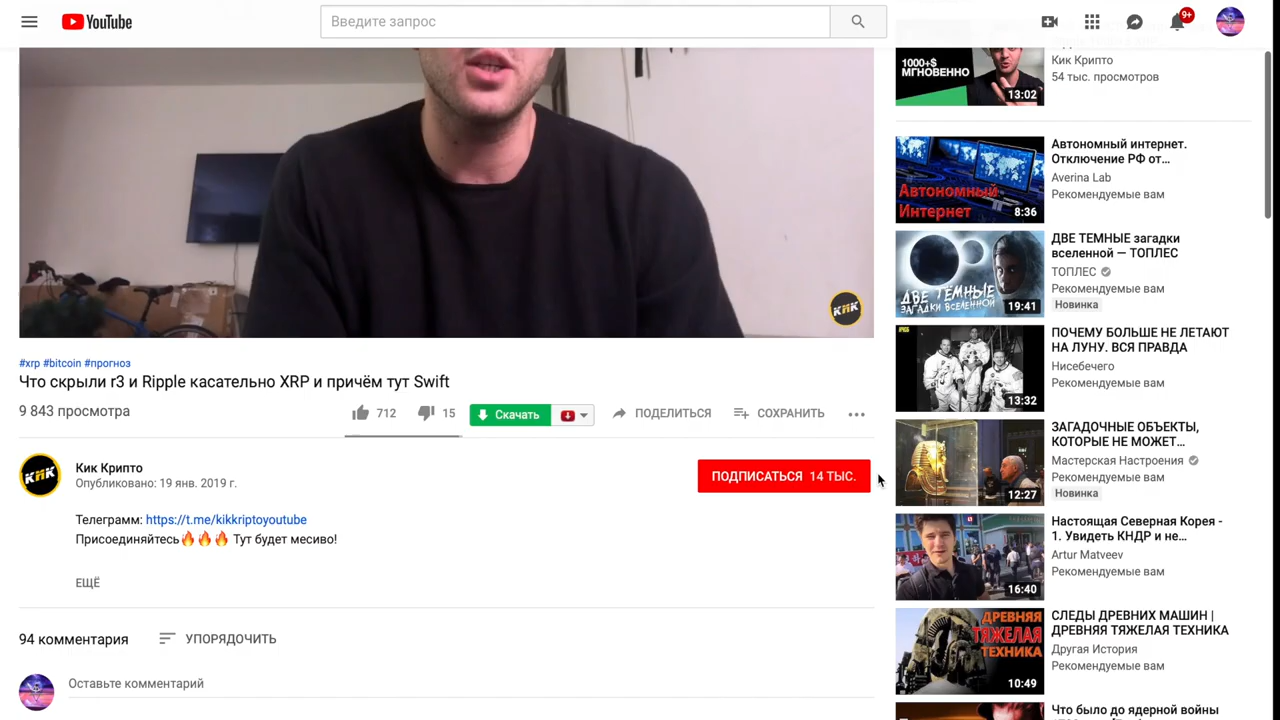 YouTube
Введите запрос
9+
КИК
#xrp #bitcoin #прогноз
Что скрыли r3 и Ripple касательно XRP и причём тут Swift
9 843 просмотра
712
15
Скачать
ПОДЕЛИТЬСЯ
СОХРАНИТЬ
КИК
Кик Крипто
Опубликовано: 19 янв. 2019 г.
ПОДПИСАТЬСЯ 14 ТЫС.
Телеграмм: https://t.me/kikkriptoyoutube
Присоединяйтесь🔥🔥🔥 Тут будет месиво!
ЕЩЁ
94 комментария
УПОРЯДОЧИТЬ
Оставьте комментарий
1000+$
МГНОВЕННО
13:02
Кик Крипто
54 тыс. просмотров
Автономный
Интернет
8:36
Автономный интернет.
Отключение РФ от…
Averina Lab
Рекомендуемые вам
ДВЕ ТЁМНЫЕ
ЗАГАДКИ ВСЕЛЕННОЙ
19:41
ДВЕ ТЕМНЫЕ загадки
вселенной — ТОПЛЕС
ТОПЛЕС
Рекомендуемые вам
Новинка
13:32
ПОЧЕМУ БОЛЬШЕ НЕ ЛЕТАЮТ
НА ЛУНУ. ВСЯ ПРАВДА
Нисебечего
Рекомендуемые вам
12:27
ЗАГАДОЧНЫЕ ОБЪЕКТЫ,
КОТОРЫЕ НЕ МОЖЕТ…
Мастерская Настроения
Рекомендуемые вам
Новинка
16:40
Настоящая Северная Корея -
1. Увидеть КНДР и не…
Artur Matveev
Рекомендуемые вам
ДРЕВНЯЯ
ТЯЖЕЛАЯ
ТЕХНИКА
10:49
СЛЕДЫ ДРЕВНИХ МАШИН |
ДРЕВНЯЯ ТЯЖЕЛАЯ ТЕХНИКА
Другая История
Рекомендуемые вам
Что было до ядерной войны